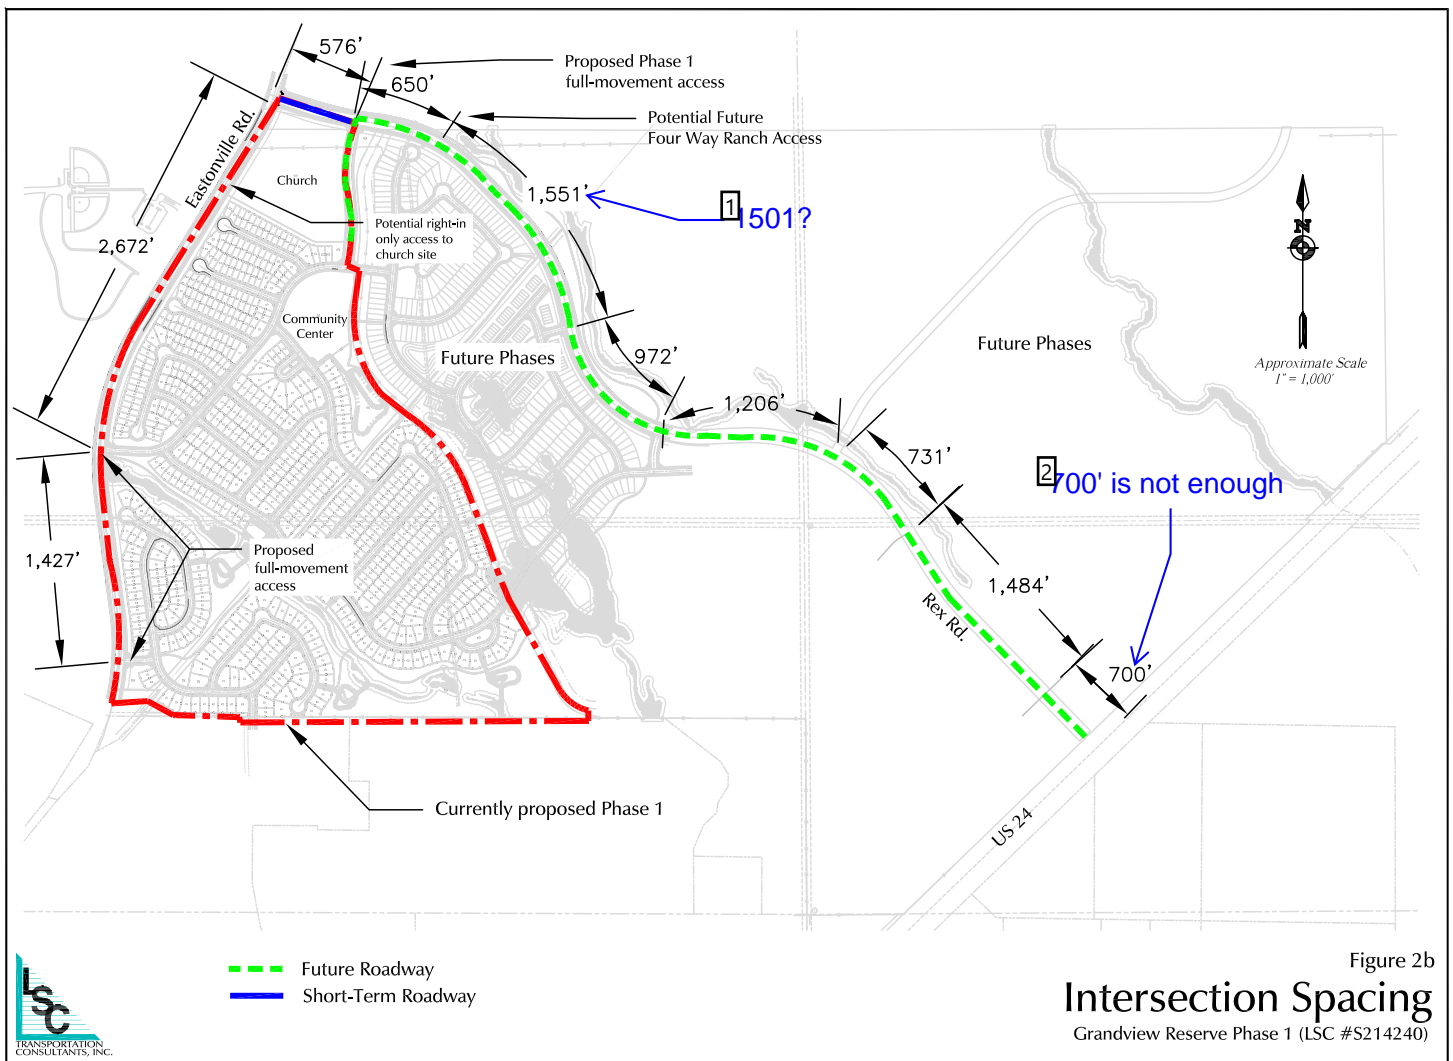 576'
Proposed Phase 1
full-movement access
650'
Potential Future
Four Way Ranch Access
Eastonville Rd.
Church
1,551'
1
1501?
Potential right-in
only access to
church site
2,672'
N
Community
Center
Future Phases
972'
Future Phases
Approximate Scale
1" = 1,000'
1,206'
731'
2
700' is not enough
1,427'
Proposed
full-movement
access
1,484'
Rex Rd.
700'
Currently proposed Phase 1
US 24
Future Roadway
Short-Term Roadway
LSC
TRANSPORTATION
CONSULTANTS, INC.
Figure 2b
Intersection Spacing
Grandview Reserve Phase 1 (LSC #S214240)